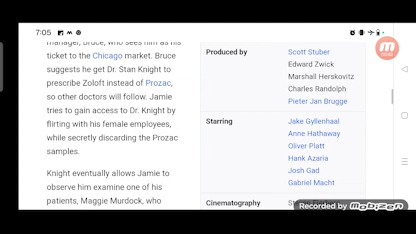 7:05
manager, Bruce, who sees him as his
ticket to the Chicago market. Bruce
suggests he get Dr. Stan Knight to
prescribe Zoloft instead of Prozac,
so other doctors will follow. Jamie
tries to gain access to Dr. Knight by
flirting with his female employees,
while secretly discarding the Prozac
samples.
Knight eventually allows Jamie to
observe him examine one of his
patients, Maggie Murdock, who
Produced by
Scott Stuber
Edward Zwick
Marshall Herskovitz
Charles Randolph
Pieter Jan Brugge
Starring
Jake Gyllenhaal
Anne Hathaway
Oliver Platt
Hank Azaria
Josh Gad
Gabriel Macht
Cinematography
Recorded by Mobizen